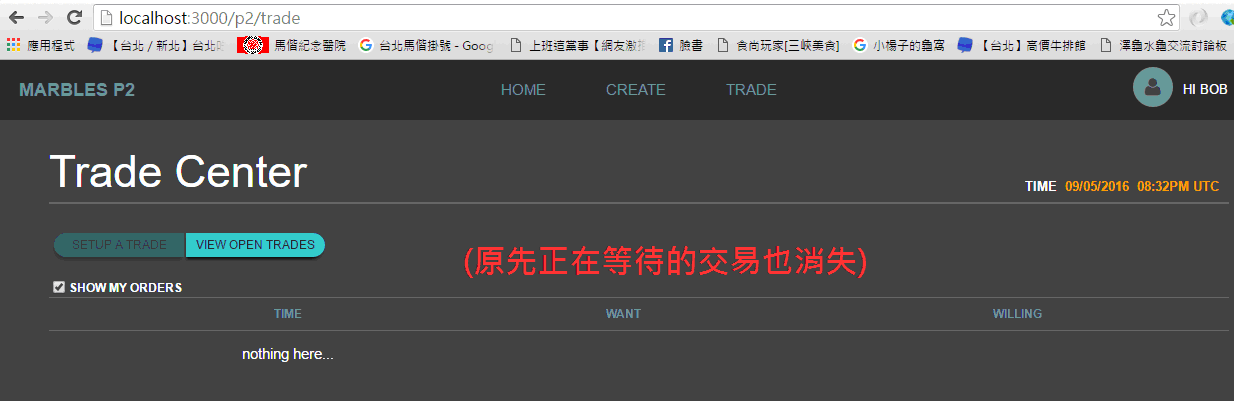 localhost:3000/p2/trade
應用程式 【台北 / 新北】台北 馬偕紀念醫院 台北馬偕掛號 - Goog 上班這黨事【網友激 臉書 食尚玩家[三峽美食] 小楊子的龜窩 【台北】高價牛排館 澤龜水龜交流討論板
MARBLES P2 HOME CREATE TRADE HI BOB
Trade Center
TIME 09/05/2016 08:32PM UTC
SETUP A TRADE VIEW OPEN TRADES
(原先正在等待的交易也消失)
SHOW MY ORDERS
TIME WANT WILLING
nothing here...